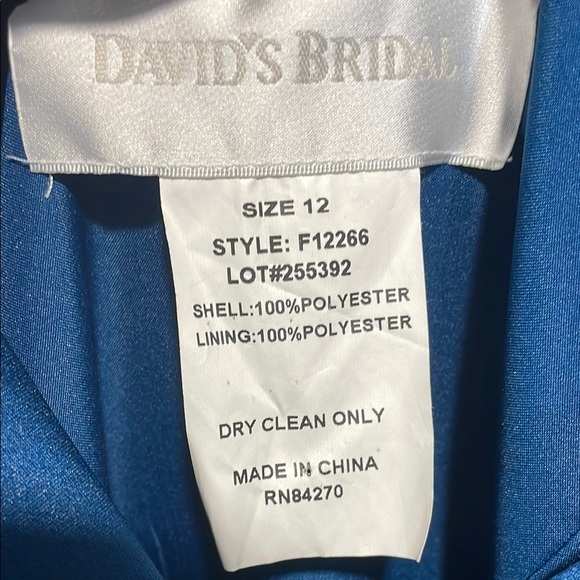 DAVID'S BRIDAL
SIZE 12
STYLE: F12266
LOT#255392
SHELL:100%POLYESTER
LINING:100%POLYESTER
DRY CLEAN ONLY
MADE IN CHINA
RN84270